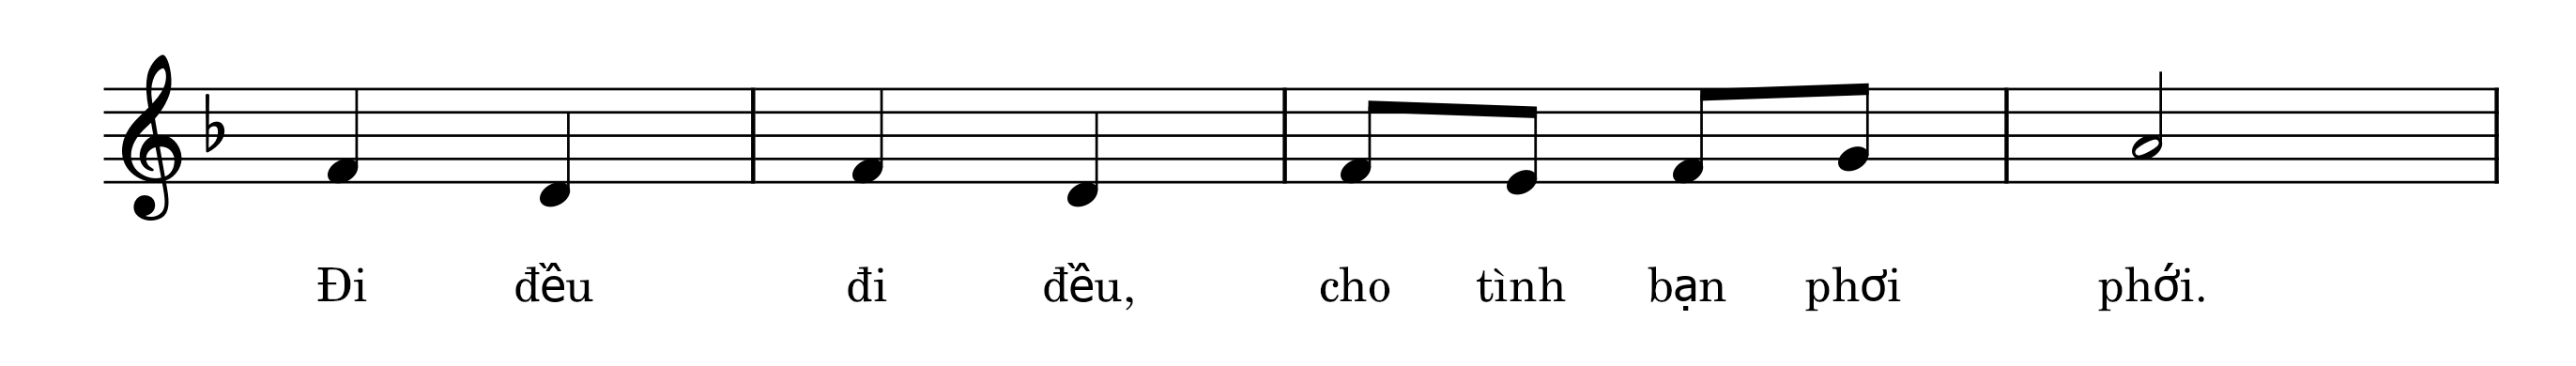 Đi đều đi đều, cho tình bạn phơi phới.